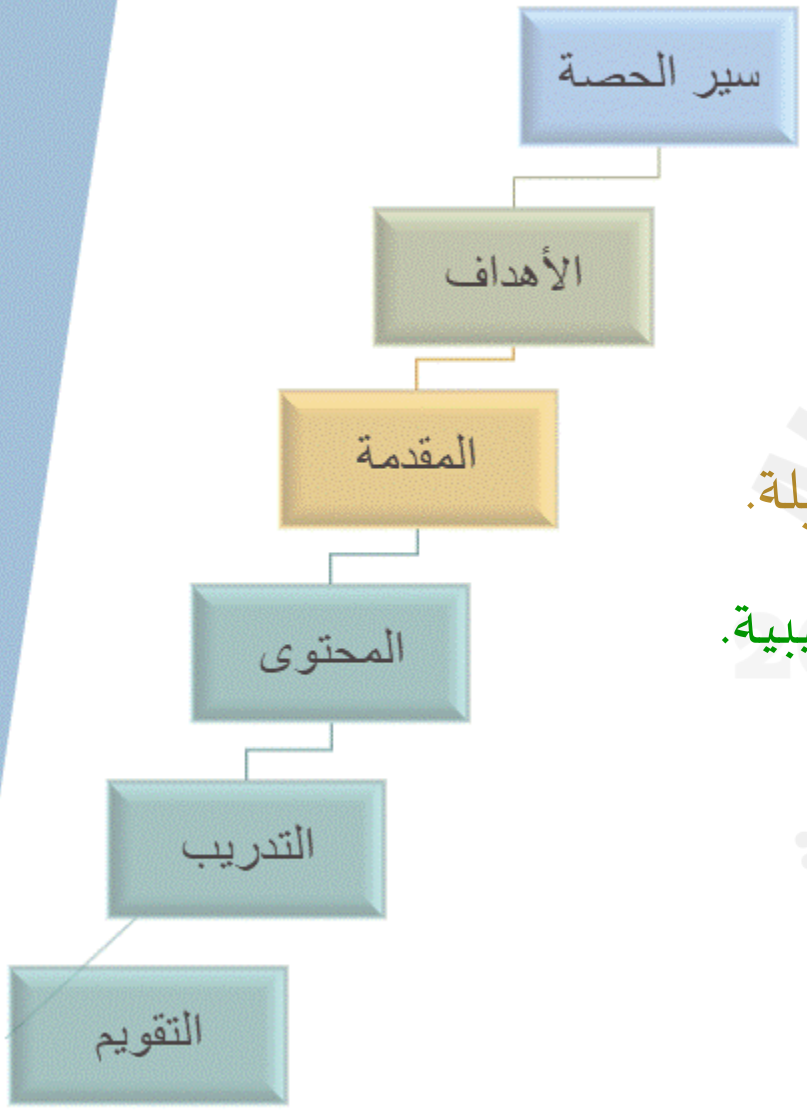 سير الحصة
الأهداف
المقدمة
المحتوى
التدريب
التقويم